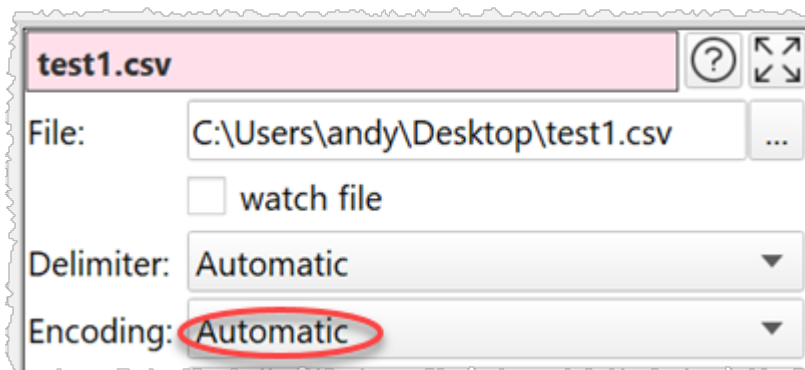 test1.csv
File: C:\Users\andy\Desktop\test1.csv ...
watch file
Delimiter: Automatic
Encoding: Automatic